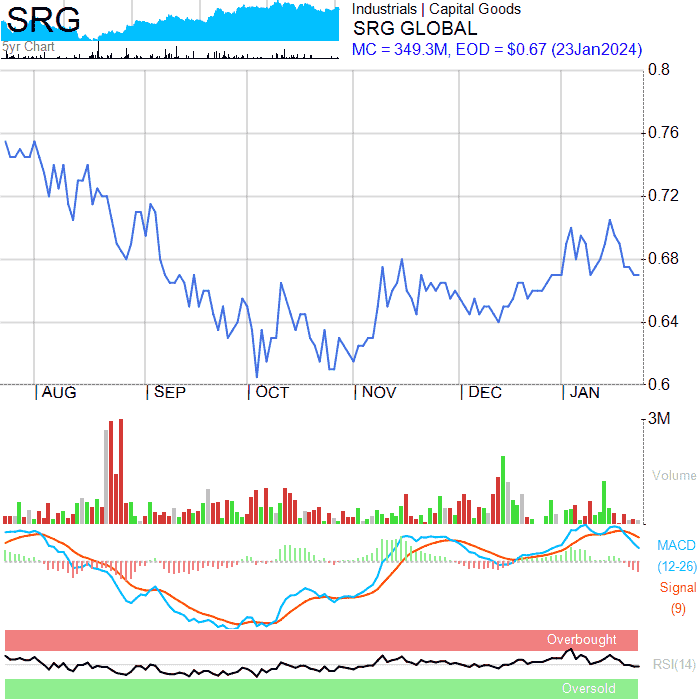 SRG
5yr Chart
Industrials | Capital Goods
SRG GLOBAL
MC = 349.3M, EOD = $0.67 (23Jan2024)
0.8
0.76
0.72
0.68
0.64
0.6
| AUG | SEP | OCT | NOV | DEC | JAN
3M
Volume
MACD
(12-26)
Signal
(9)
Overbought
RSI(14)
Oversold